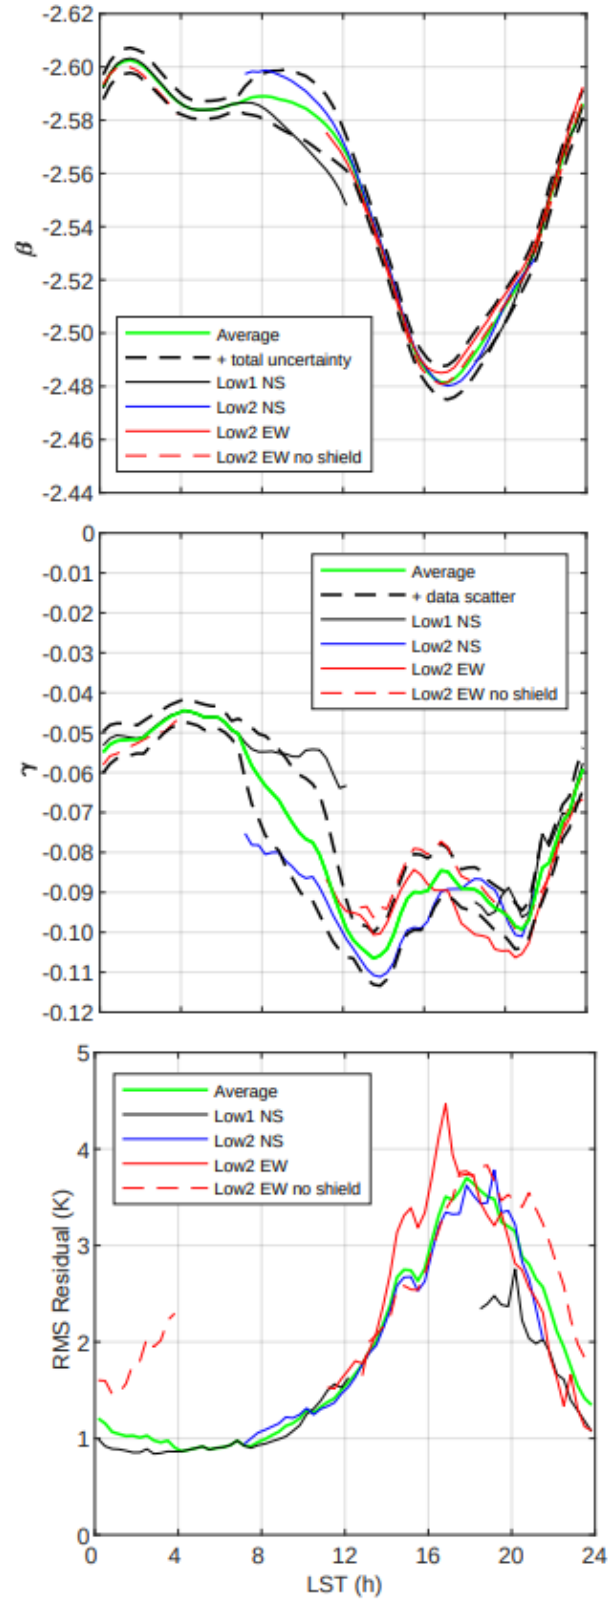 -2.62
-2.60
-2.58
-2.56
-2.54
-2.52
-2.50
-2.48
-2.46
-2.44
β
Average
+ total uncertainty
Low1 NS
Low2 NS
Low2 EW
Low2 EW no shield
0
-0.01
-0.02
-0.03
-0.04
-0.05
-0.06
-0.07
-0.08
-0.09
-0.10
-0.11
-0.12
γ
Average
+ data scatter
Low1 NS
Low2 NS
Low2 EW
Low2 EW no shield
5
4
3
2
1
0
RMS Residual (K)
Average
Low1 NS
Low2 NS
Low2 EW
Low2 EW no shield
0 4 8 12 16 20 24
LST (h)